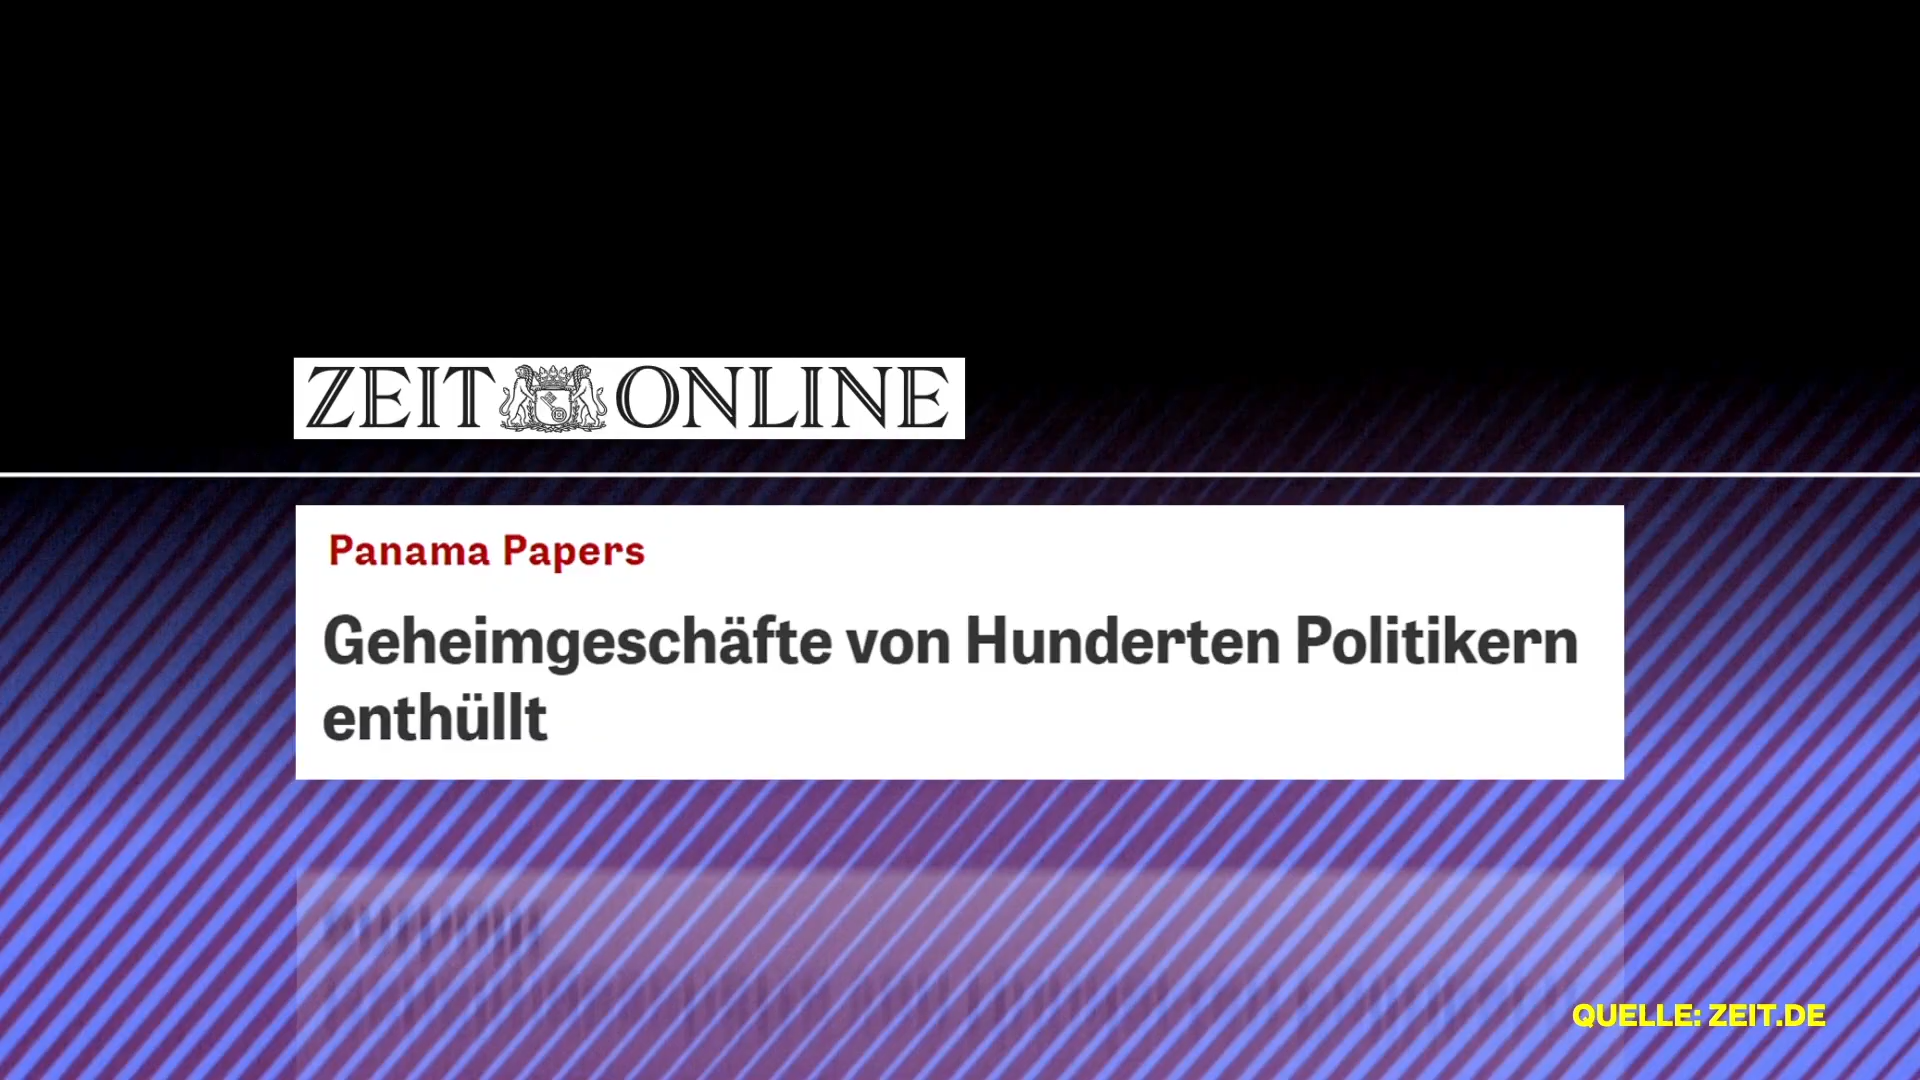 ZEIT ONLINE
Panama Papers
Geheimgeschäfte von Hunderten Politikern
enthüllt
QUELLE: ZEIT.DE